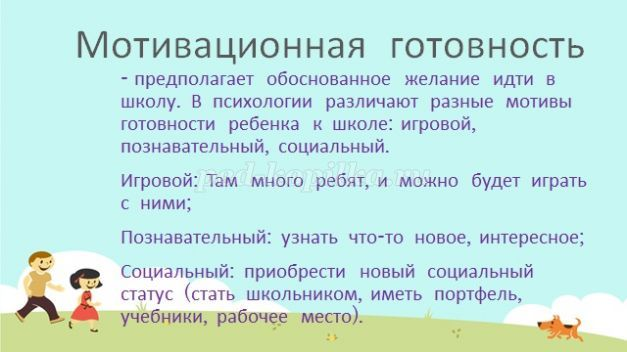 Мотивационная готовность
- предполагает обоснованное желание идти в
школу. В психологии различают разные мотивы
готовности ребенка к школе: игровой,
познавательный, социальный.
Игровой: Там много ребят, и можно будет играть
с ними;
Познавательный: узнать что-то новое, интересное;
Социальный: приобрести новый социальный
статус (стать школьником, иметь портфель,
учебники, рабочее место).